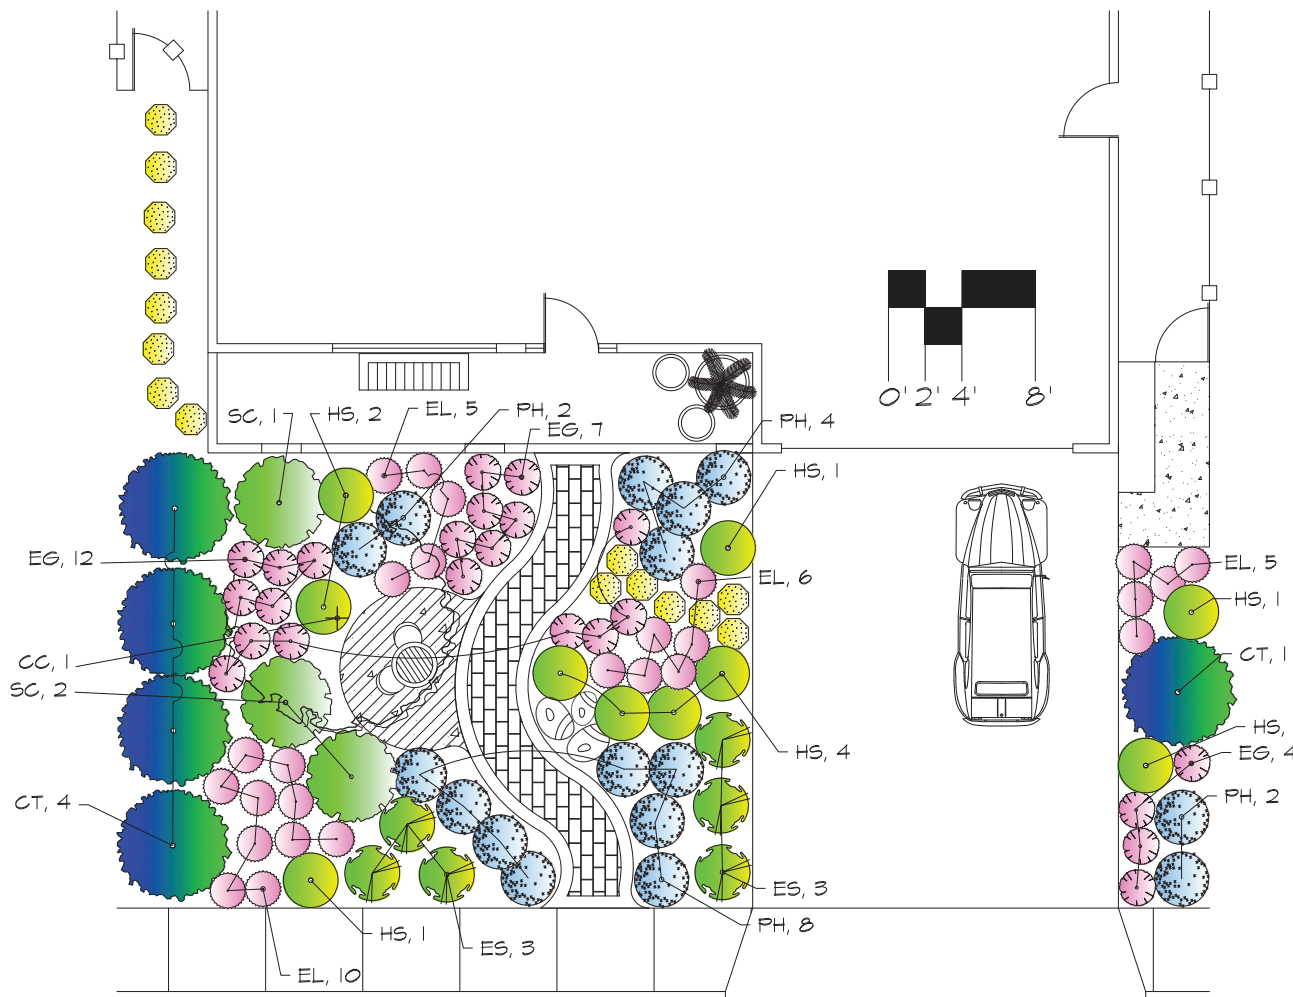 0' 2' 4' 8'
SC, 1
HS, 2
EL, 5
PH, 2
EG, 7
PH, 4
HS, 1
EG, 12
EL, 6
EL, 5
HS, 1
CC, 1
SC, 2
CT, 1
HS,
HS, 4
EG, 4
CT, 4
PH, 2
ES, 3
PH, 8
HS, 1
ES, 3
EL, 10